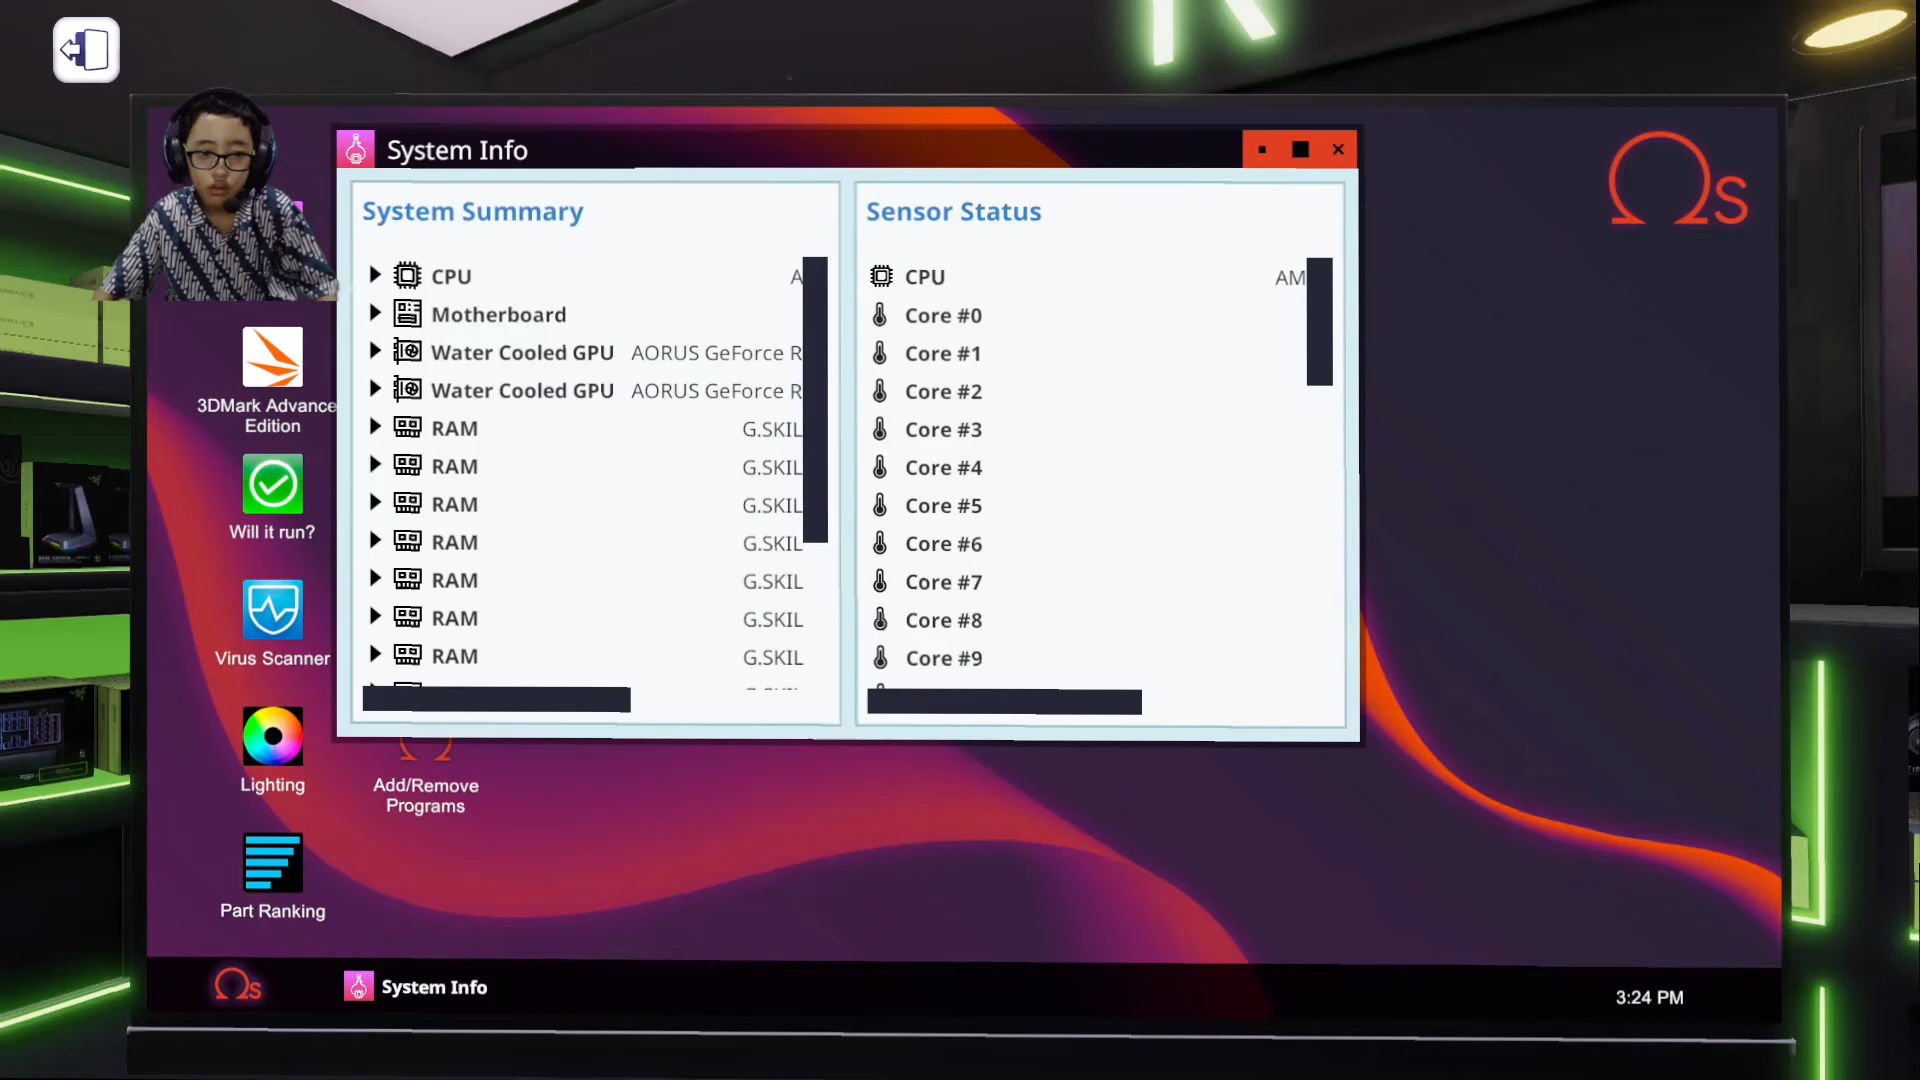 System Info
System Summary
CPU A
Motherboard
Water Cooled GPU AORUS GeForce R
Water Cooled GPU AORUS GeForce R
RAM G.SKIL
RAM G.SKIL
RAM G.SKIL
RAM G.SKIL
RAM G.SKIL
RAM G.SKIL
RAM G.SKIL
Sensor Status
CPU AM
Core #0
Core #1
Core #2
Core #3
Core #4
Core #5
Core #6
Core #7
Core #8
Core #9
Ωs
3DMark Advance
Edition
Will it run?
Virus Scanner
Lighting
Part Ranking
Add/Remove
Programs
Ωs
System Info
3:24 PM